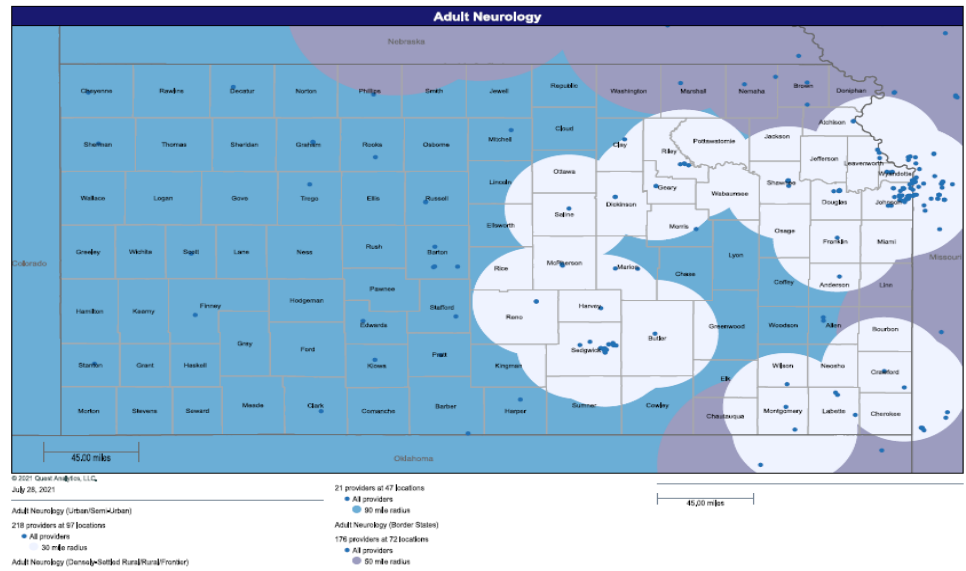 Adult Neurology
Nebraska
Cheyenne Rawlins Decatur Norton Phillips Smith Jewell Republic Washington Marshall Nemaha Brown Doniphan
Atchison
Sherman Thomas Sheridan Graham Rooks Osborne Mitchell Cloud Clay Riley Pottawatomie Jackson Jefferson Leavenworth
Wyandotte
Wallace Logan Gove Trego Ellis Russell Lincoln Ottawa Geary Wabaunsee Shawnee Douglas Johnson
Saline Dickinson Morris
Ellsworth Osage Franklin Miami
Greeley Wichita Scott Lane Ness Rush Barton Rice McPherson Marion Chase Lyon
Colorado Missouri
Hamilton Kearny Finney Hodgeman Pawnee Stafford Reno Harvey Coffey Anderson Linn
Gray Ford Edwards Pratt Sedgwick Butler Greenwood Woodson Allen Bourbon
Stanton Grant Haskell Kiowa Kingman Elk Wilson Neosho Crawford
Morton Stevens Seward Meade Clark Comanche Barber Harper Sumner Cowley Chautauqua Montgomery Labette Cherokee
45.00 miles
Oklahoma
© 2021 Quest Analytics, LLC.
July 28, 2021
Adult Neurology (Urban/Semi-Urban)
218 providers at 97 locations
All providers
30 mile radius
Adult Neurology (Densely-Settled Rural/Rural/Frontier)
21 providers at 47 locations
All providers
90 mile radius
Adult Neurology (Border States)
176 providers at 72 locations
All providers
50 mile radius
45.00 miles